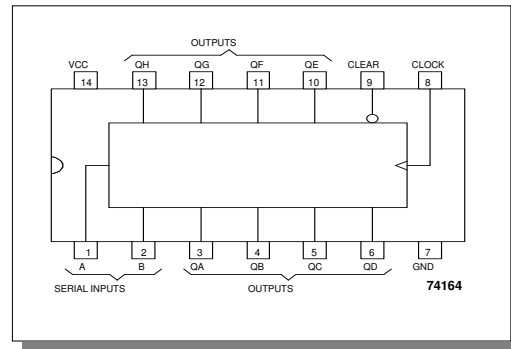 OUTPUTS
VCC QH QG QF QE CLEAR CLOCK
14 13 12 11 10 9 8
1 2 3 4 5 6 7
A B QA QB QC QD GND
SERIAL INPUTS OUTPUTS 74164